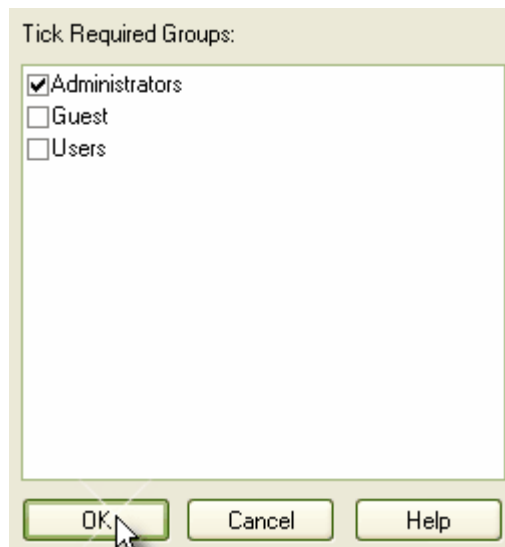 Tick Required Groups:
Administrators
Guest
Users
OK Cancel Help